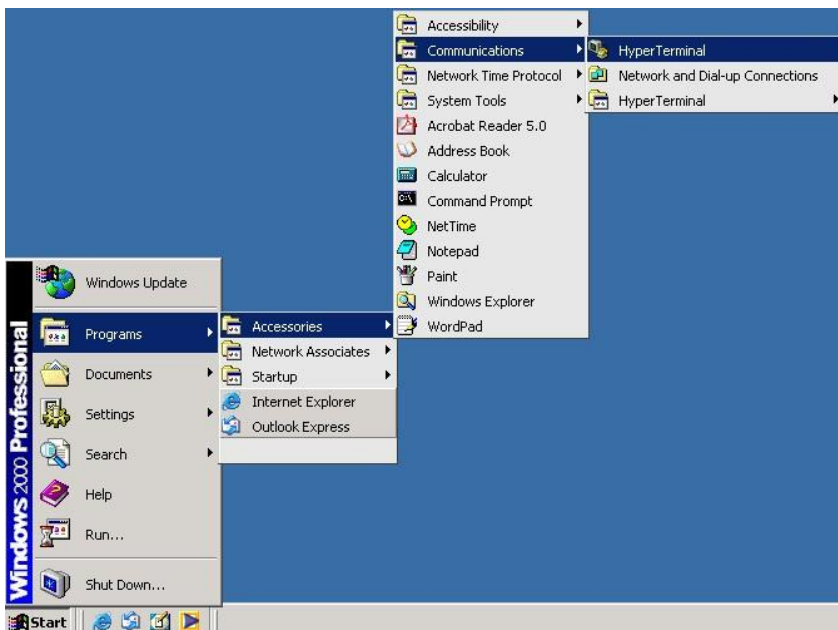 Accessibility
Communications
Network Time Protocol
System Tools
Acrobat Reader 5.0
Address Book
Calculator
Command Prompt
NetTime
Notepad
Paint
Windows Explorer
WordPad
HyperTerminal
Network and Dial-up Connections
HyperTerminal
Windows 2000 Professional
Windows Update
Programs
Documents
Settings
Search
Help
Run...
Shut Down...
Accessories
Network Associates
Startup
Internet Explorer
Outlook Express
Start